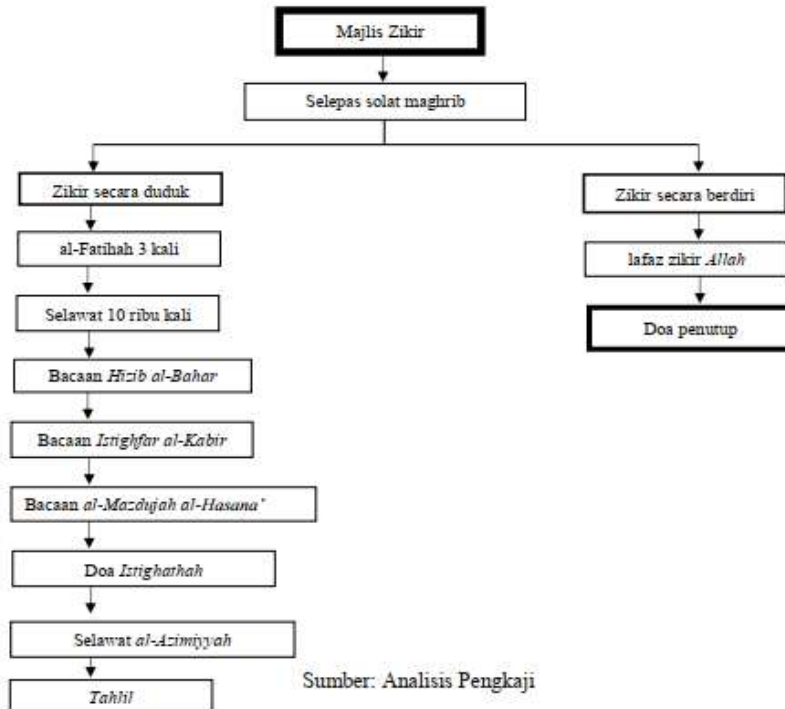 Majlis Zikir
Selepas solat maghrib
Zikir secara duduk
al-Fatihah 3 kali
Selawat 10 ribu kali
Bacaan Hizib al-Bahar
Bacaan Istighfar al-Kabir
Bacaan al-Mazdujah al-Hasana'
Doa Istighathah
Selawat al-Azimiyyah
Tahlil
Zikir secara berdiri
lafaz zikir Allah
Doa penutup
Sumber: Analisis Pengkaji